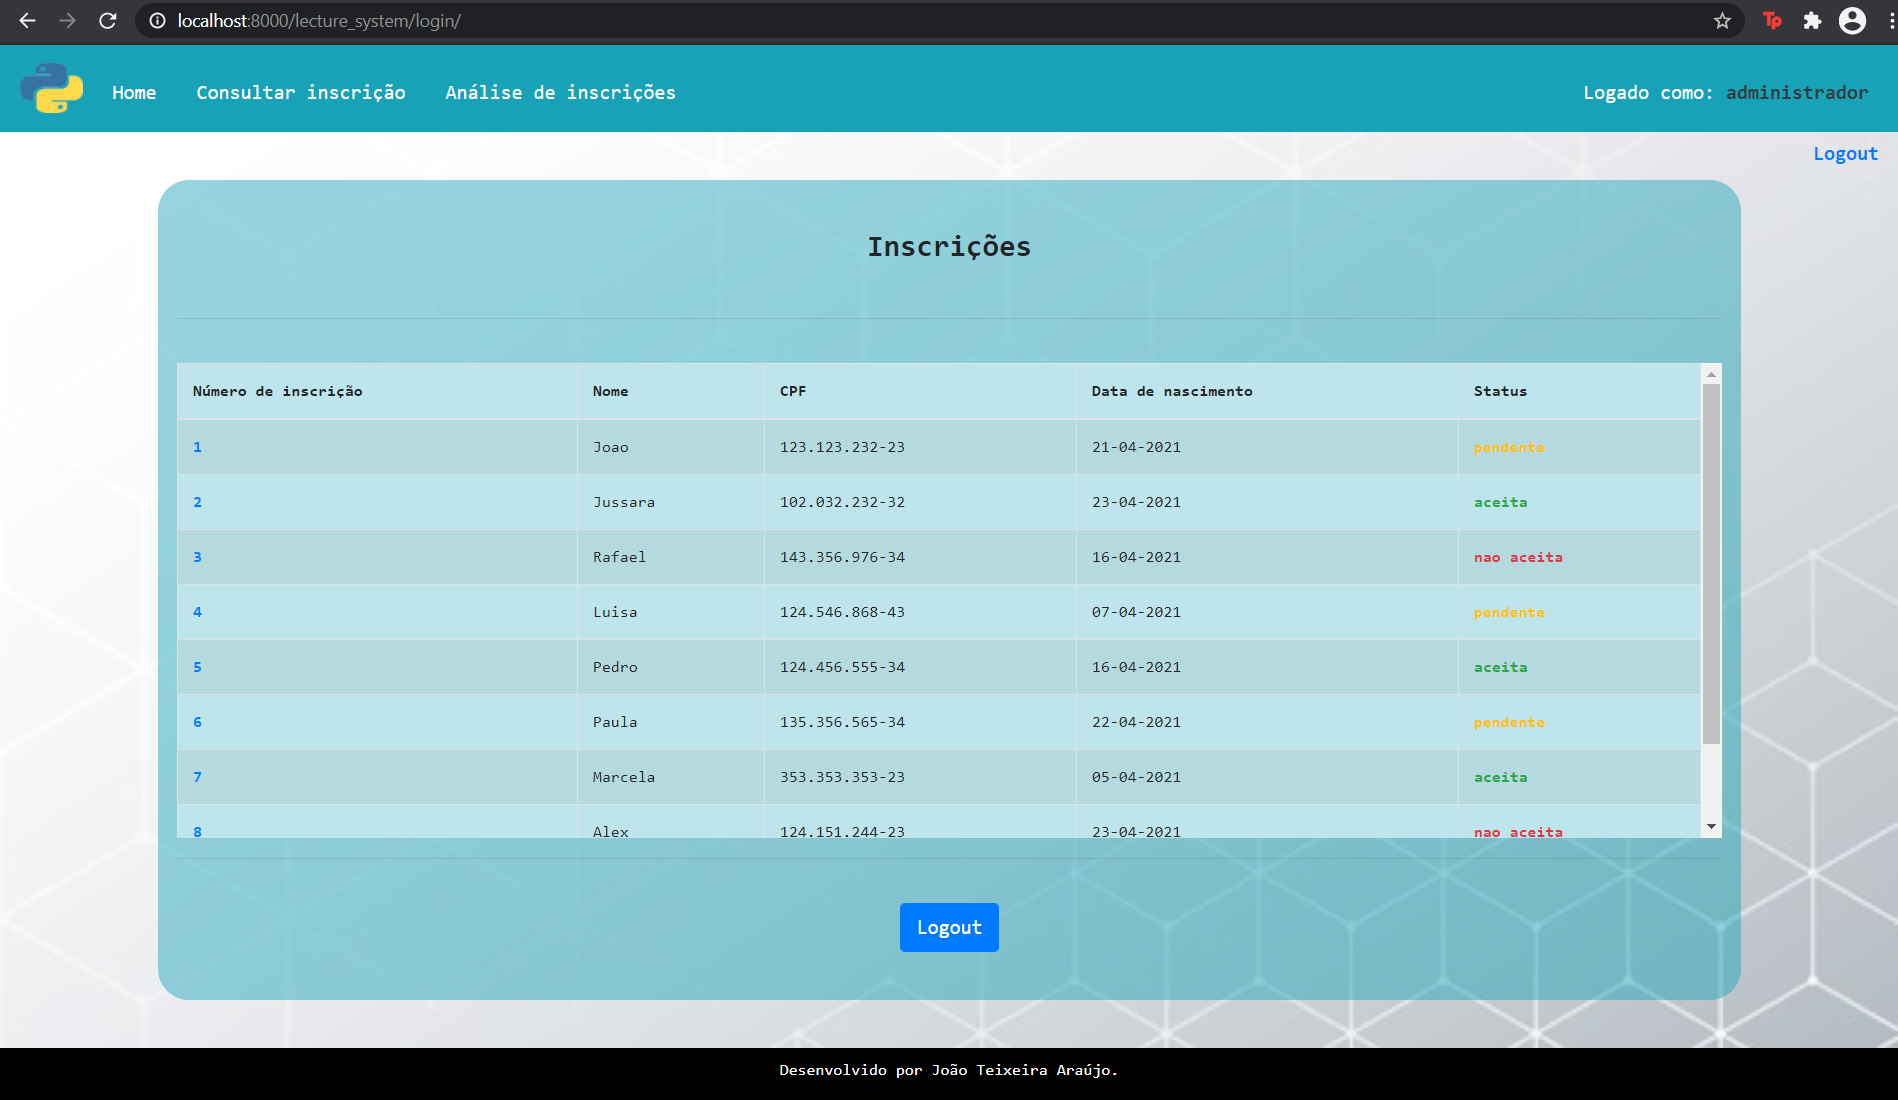 localhost:8000/lecture_system/login/
Tp
Home Consultar inscrição Análise de inscrições Logado como: administrador
Logout
Inscrições
Número de inscrição Nome CPF Data de nascimento Status
1 Joao 123.123.232-23 21-04-2021 pendente
2 Jussara 102.032.232-32 23-04-2021 aceita
3 Rafael 143.356.976-34 16-04-2021 nao aceita
4 Luisa 124.546.868-43 07-04-2021 pendente
5 Pedro 124.456.555-34 16-04-2021 aceita
6 Paula 135.356.565-34 22-04-2021 pendente
7 Marcela 353.353.353-23 05-04-2021 aceita
8 Alex 124.151.244-23 23-04-2021 nao aceita
Logout
Desenvolvido por João Teixeira Araújo.